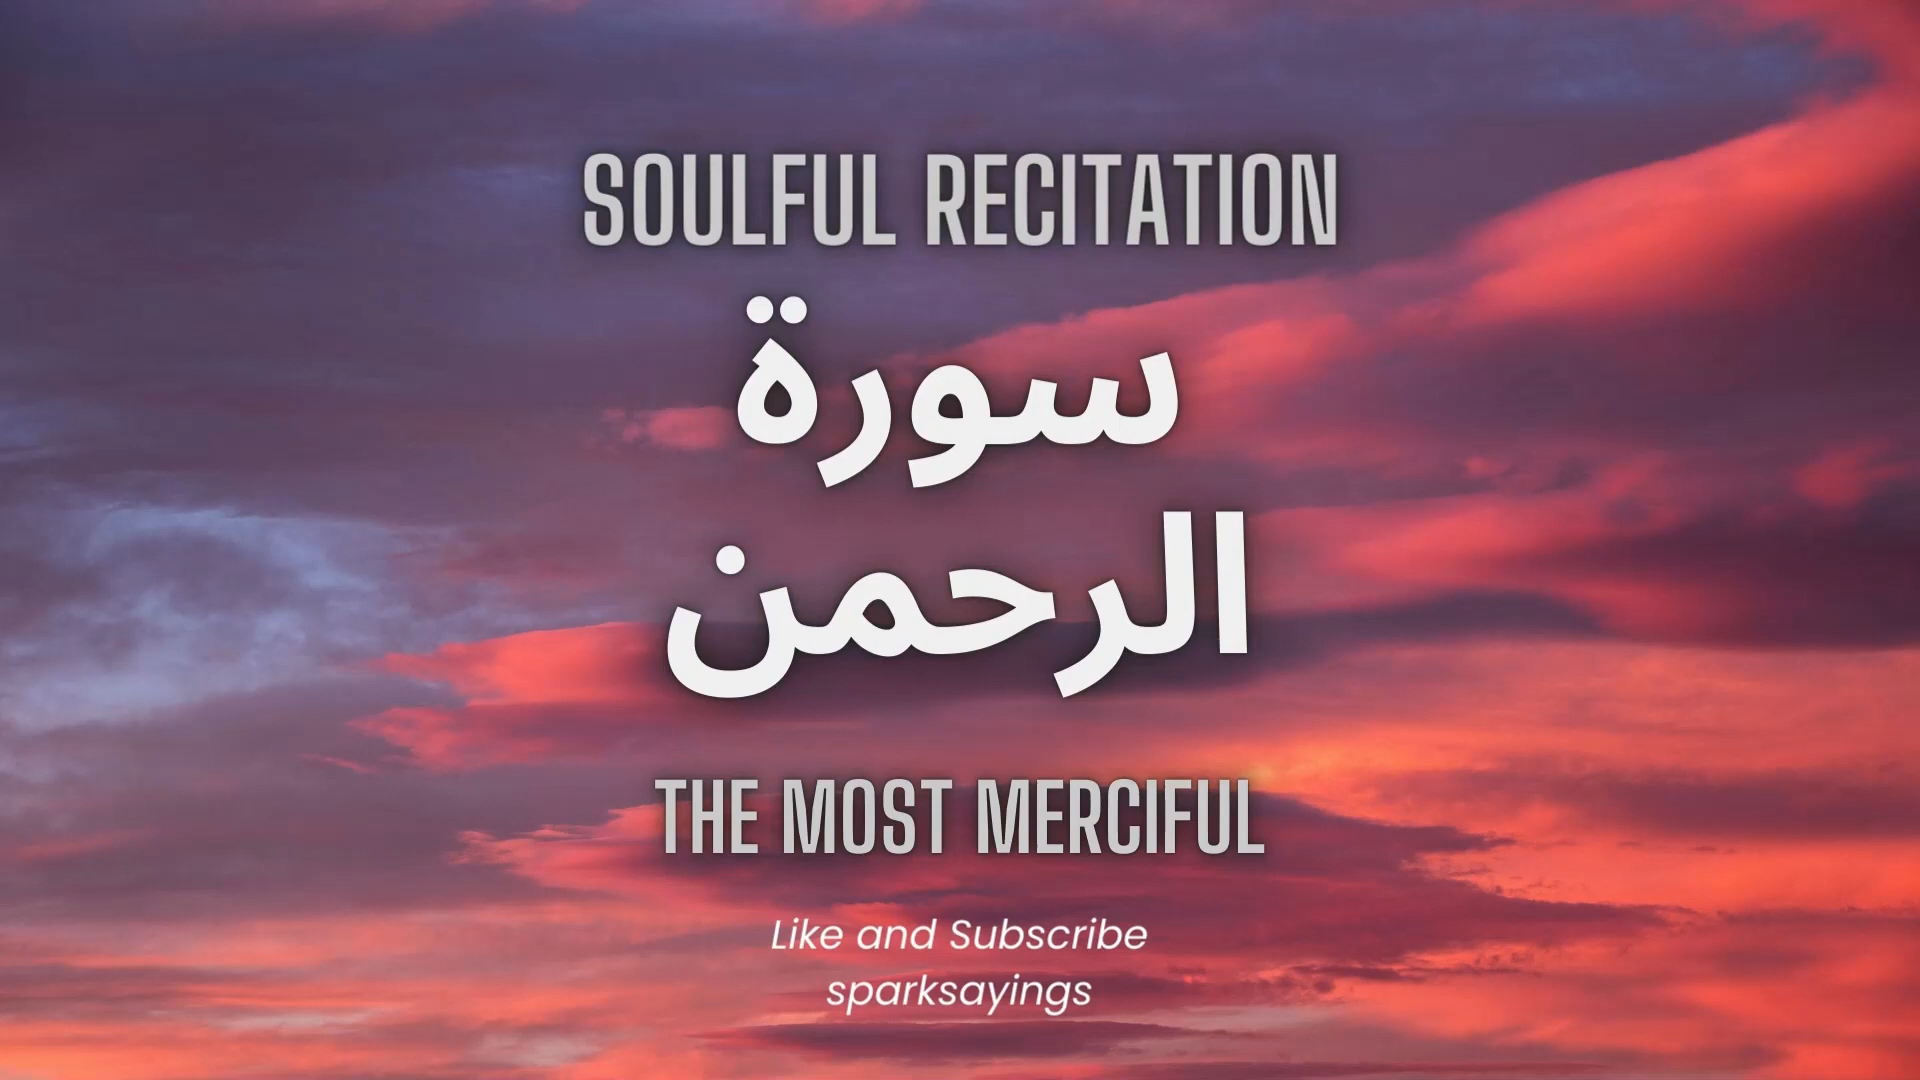 SOULFUL RECITATION
سورة
الرحمن
THE MOST MERCIFUL
Like and Subscribe
sparksayings